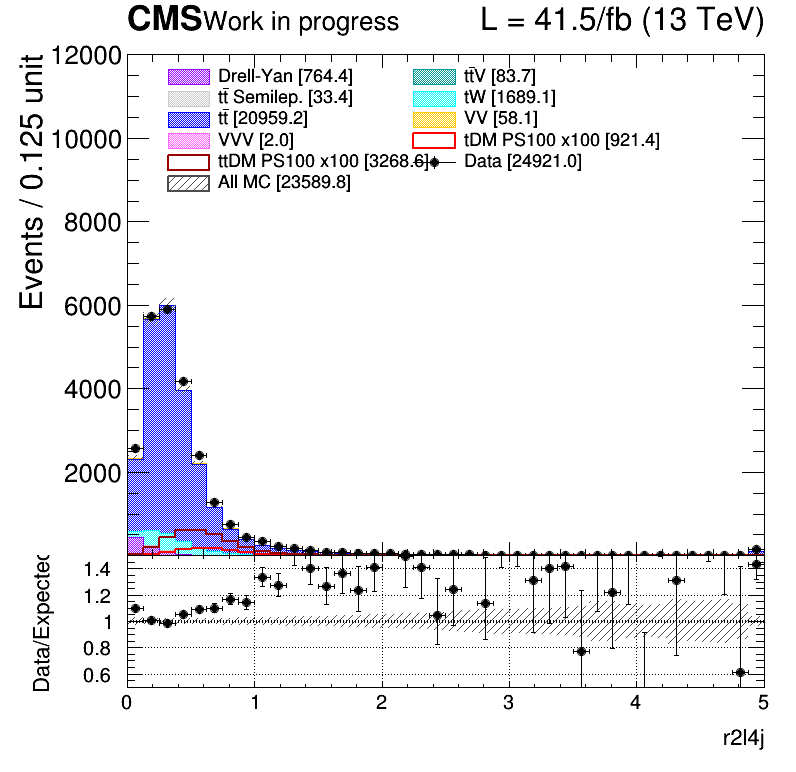 CMS Work in progress L = 41.5/fb (13 TeV)
Events / 0.125 unit
12000
10000
8000
6000
4000
2000
Drell-Yan [764.4] tt̄V [83.7]
tt̄ Semilep. [33.4] tW [1689.1]
tt̄ [20959.2] VV [58.1]
VVV [2.0] tDM PS100 x100 [921.4]
ttDM PS100 x100 [3268.6] Data [24921.0]
All MC [23589.8]
Data/Expected
1.4
1.2
1
0.8
0.6
0 1 2 3 4 5
r2l4j